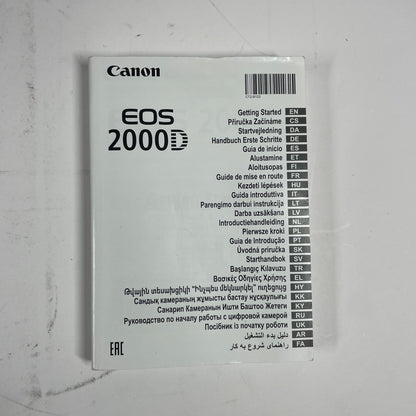 Canon
EOS
2000D
Getting Started EN
Příručka Začínáme CS
Startvejledning DA
Handbuch Erste Schritte DE
Guía de inicio ES
Alustamine ET
Aloitusopas FI
Guide de mise en route FR
Kezdeti lépések HU
Guida introduttiva IT
Parengimo darbui instrukcija LT
Darba uzsākšana LV
Introductiehandleiding NL
Pierwsze kroki PL
Guia de Introdução PT
Úvodná príručka SK
Starthandbok SV
Başlangıç Kılavuzu TR
Βασικές Οδηγίες Χρήσης EL
Թվային տեսախցիկի "Ինչպես մեկնարկել" ուղեցույց HY
Сандық камераның жұмысты бастау нұсқаулығы KK
Санарип Камеранын Ишти Баштоо Жетеги KY
Руководство по началу работы с цифровой камерой RU
Посібник із початку роботи UK
دليل بدء التشغيل AR
راهنمای شروع به کار FA
EAC